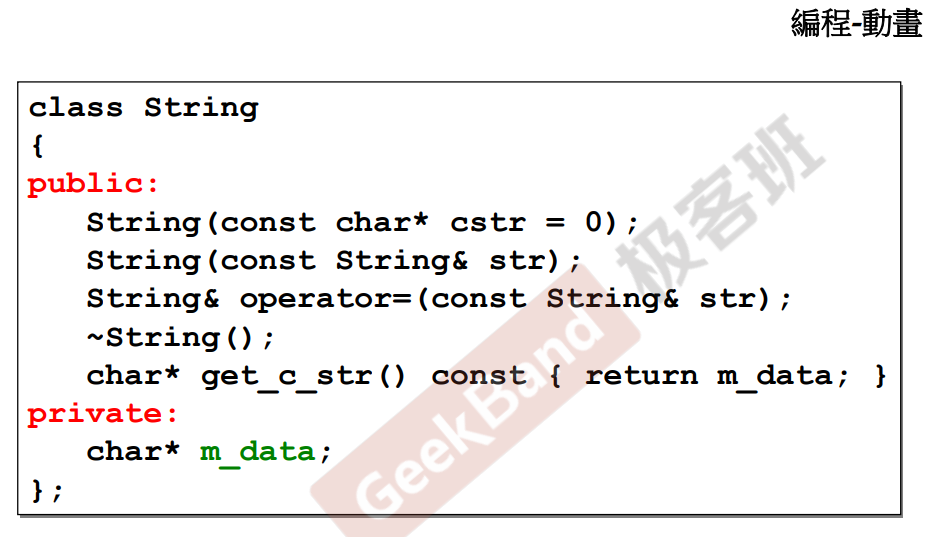 編程-動畫
class String
{
public:
   String(const char* cstr = 0);
   String(const String& str);
   String& operator=(const String& str);
   ~String();
   char* get_c_str() const { return m_data; }
private:
   char* m_data;
};
GeekBand 极客班